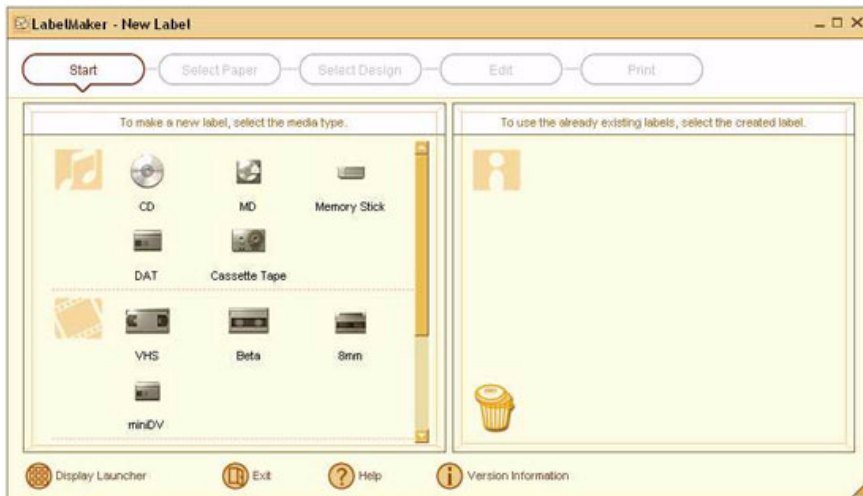 LabelMaker - New Label
Start
Select Paper
Select Design
Edit
Print
To make a new label, select the media type.
CD
MD
Memory Stick
DAT
Cassette Tape
VHS
Beta
8mm
miniDV
To use the already existing labels, select the created label.
Display Launcher
Exit
Help
Version Information